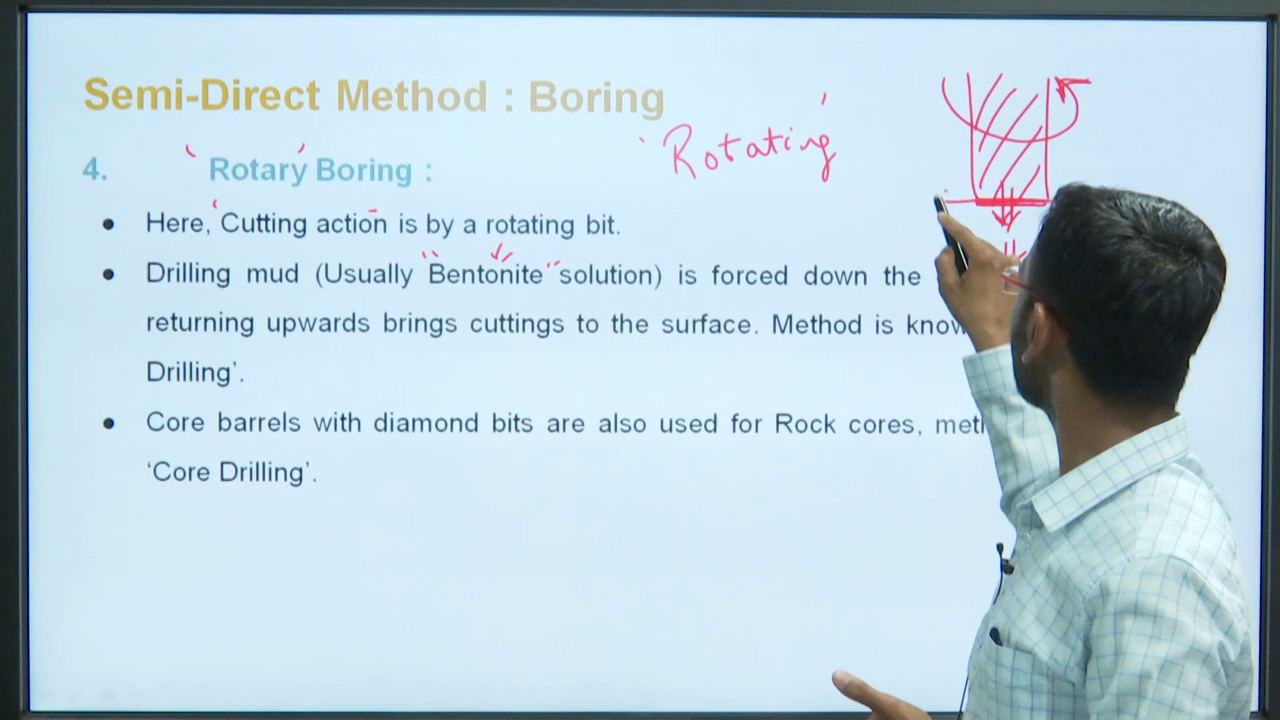 Semi-Direct Method : Boring
'Rotating'
4. Rotary Boring :
● Here, Cutting action is by a rotating bit.
● Drilling mud (Usually Bentonite solution) is forced down the
returning upwards brings cuttings to the surface. Method is
Drilling’.
● Core barrels with diamond bits are also used for Rock cores,
‘Core Drilling’.